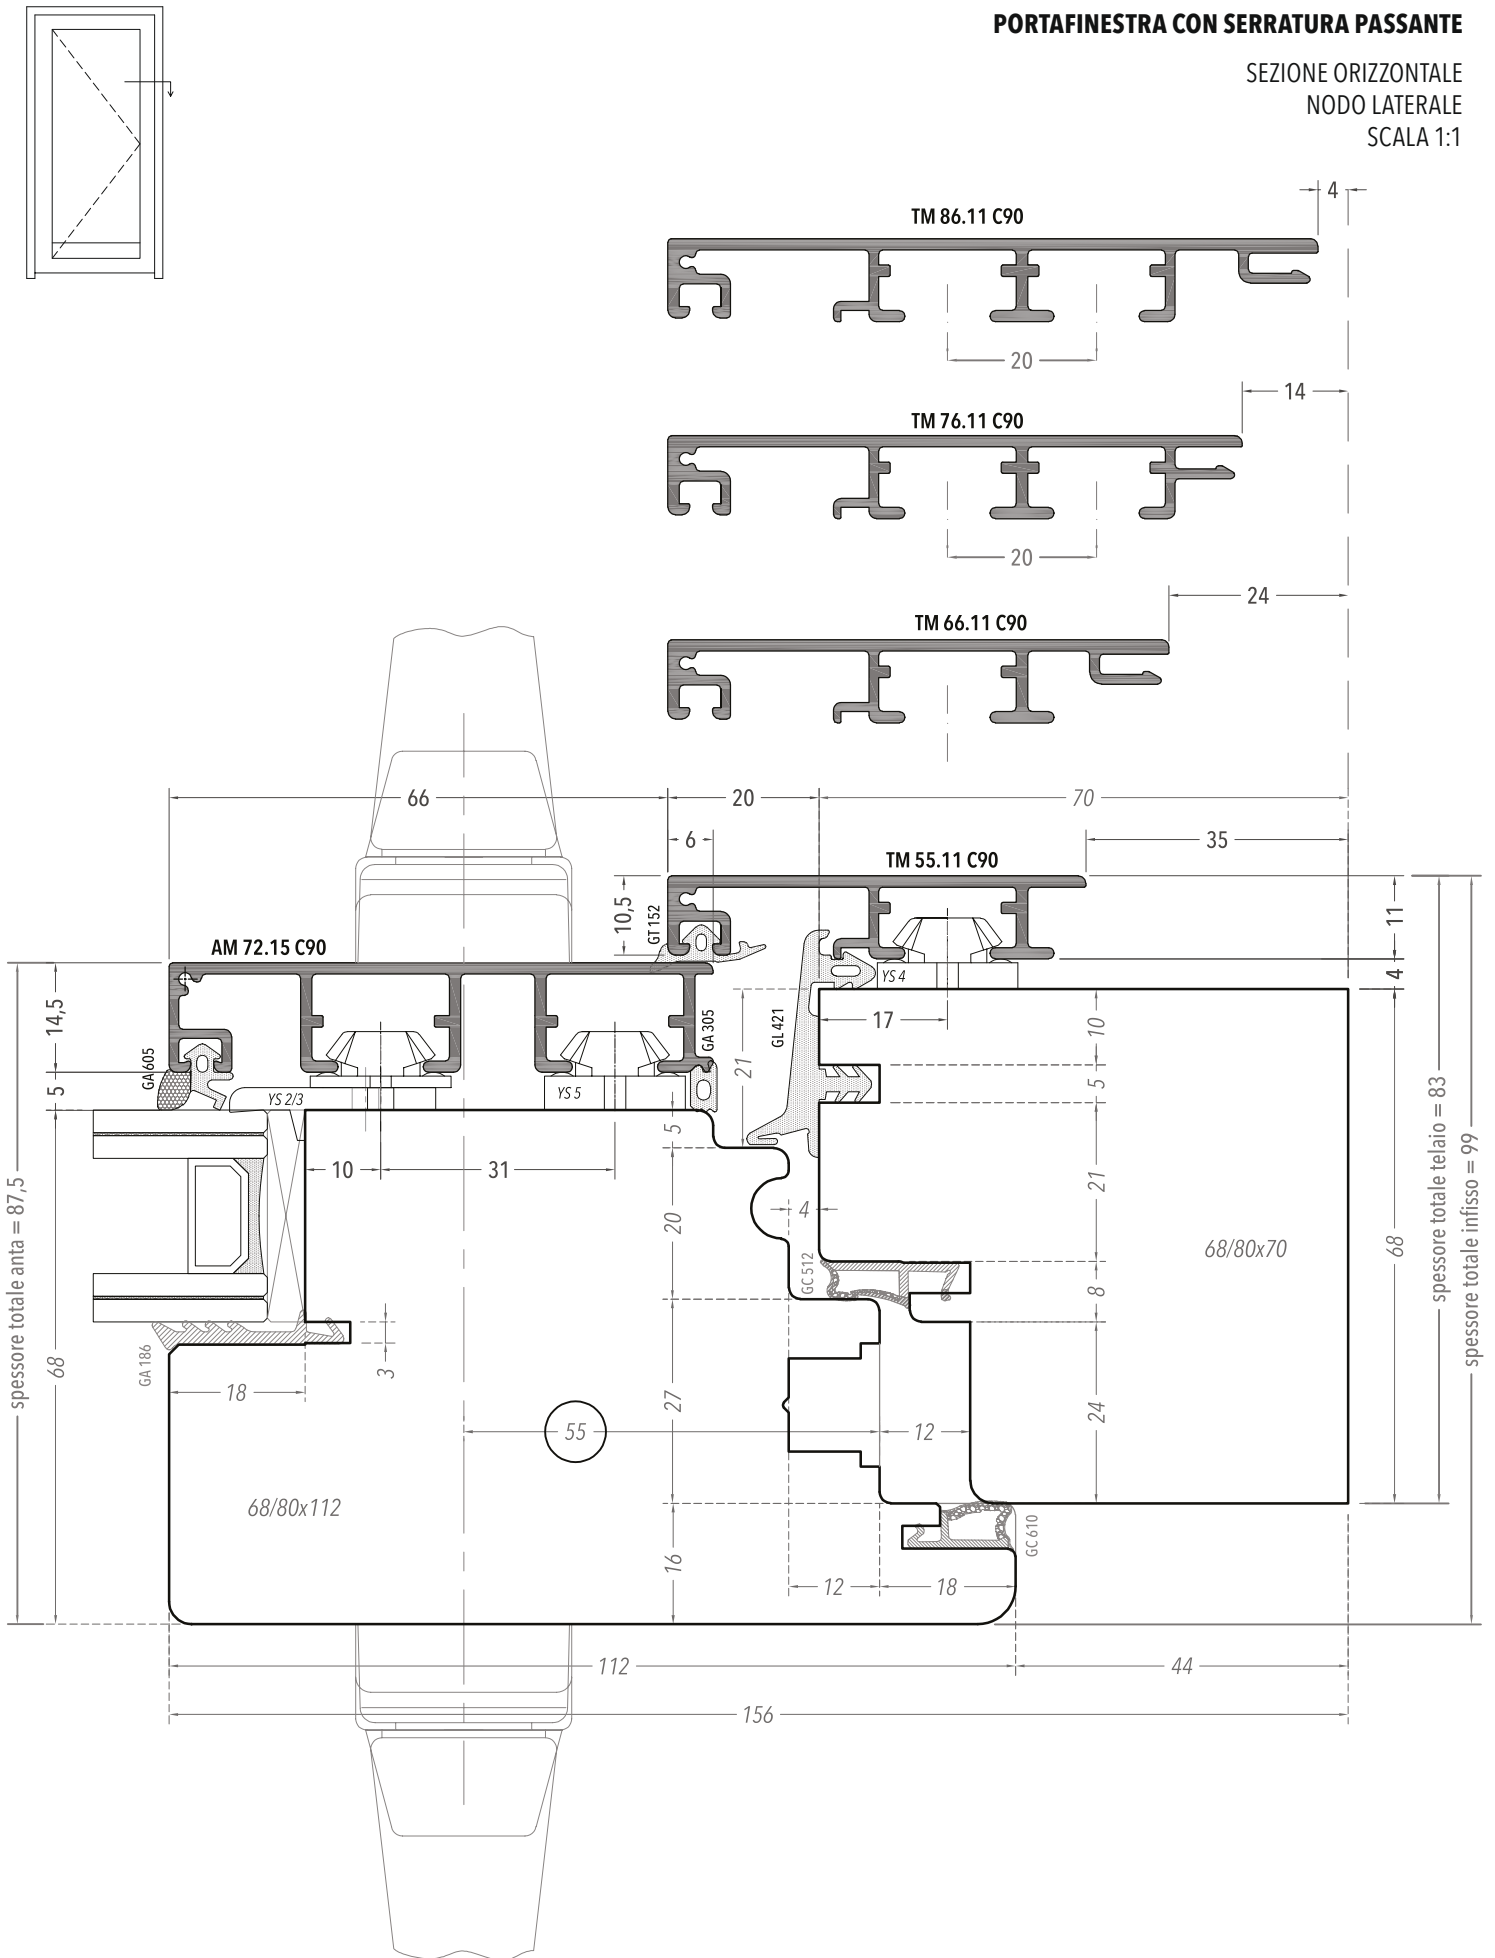 PORTAFINESTRA CON SERRATURA PASSANTE
SEZIONE ORIZZONTALE
NODO LATERALE
SCALA 1:1
4
TM 86.11 C90
20
14
TM 76.11 C90
20
24
TM 66.11 C90
66
20
70
6
35
TM 55.11 C90
10,5
GT 152
11
AM 72.15 C90
YS 4
4
14,5
GA 605
GA 305
GL 421
17
21
10
5
5
YS 2/3
YS 5
5
10
31
21
20
4
68/80x70
68
spessore totale telaio = 83
spessore totale infisso = 99
spessore totale anta = 87,5
GC 512
8
68
GA 186
3
18
27
24
55
12
68/80x112
GC 610
16
12
18
112
44
156